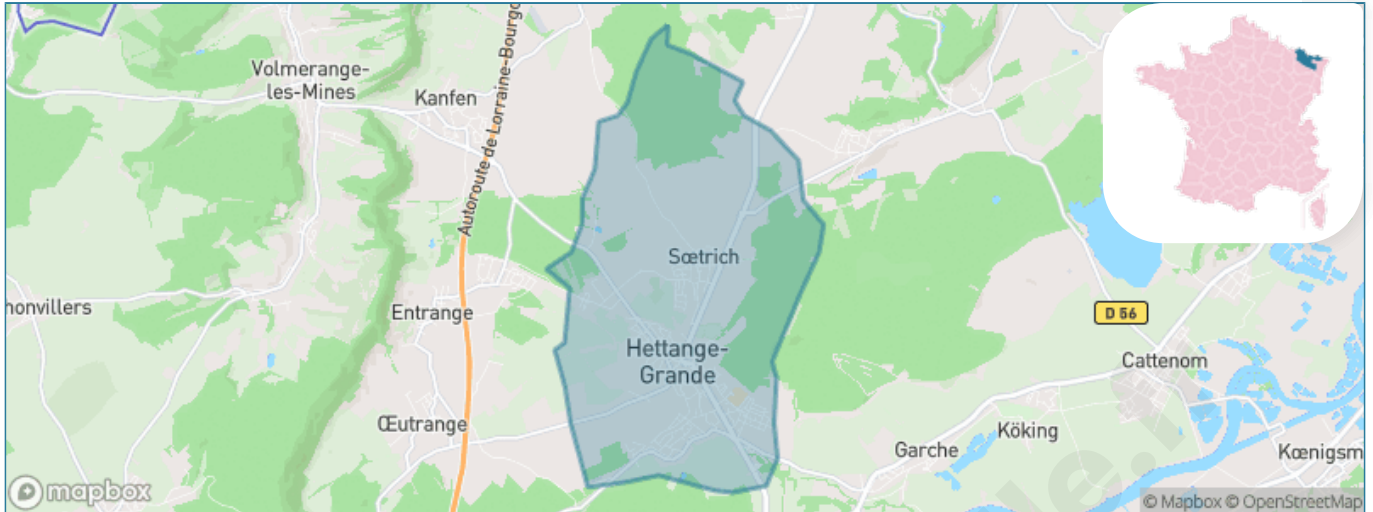 Volmerange-
les-Mines
Kanfen
Autoroute de Lorraine-Bourgo
Sœtrich
honvillers
Entrange
D 56
Hettange-
Grande
Cattenom
Œutrange
Garche
Köking
Kœnigsm
mapbox
© Mapbox © OpenStreetMap